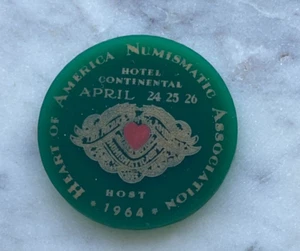 HEART OF AMERICA NUMISMATIC ASSOCIATION
HOTEL
CONTINENTAL
APRIL 24 25 26
HOST
* 1964 *